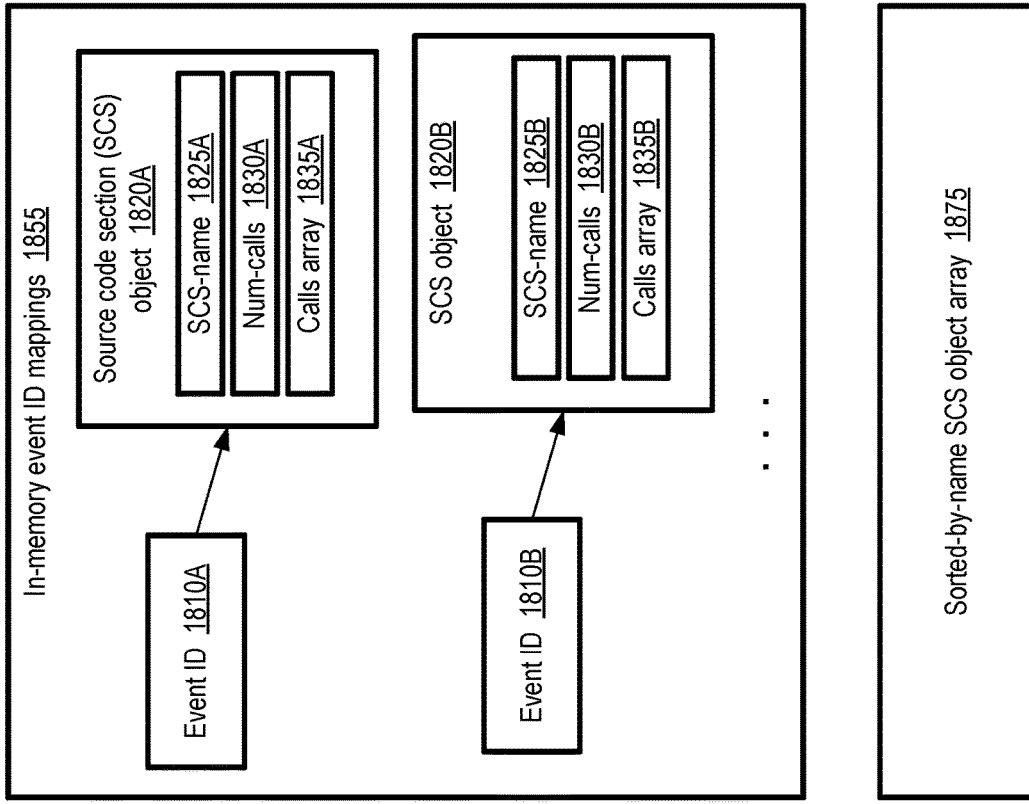 In-memory event ID mappings 1855
Source code section (SCS)
object 1820A
SCS-name 1825A
Num-calls 1830A
Calls array 1835A
Event ID 1810A
SCS object 1820B
SCS-name 1825B
Num-calls 1830B
Calls array 1835B
Event ID 1810B
. . .
Sorted-by-name SCS object array 1875